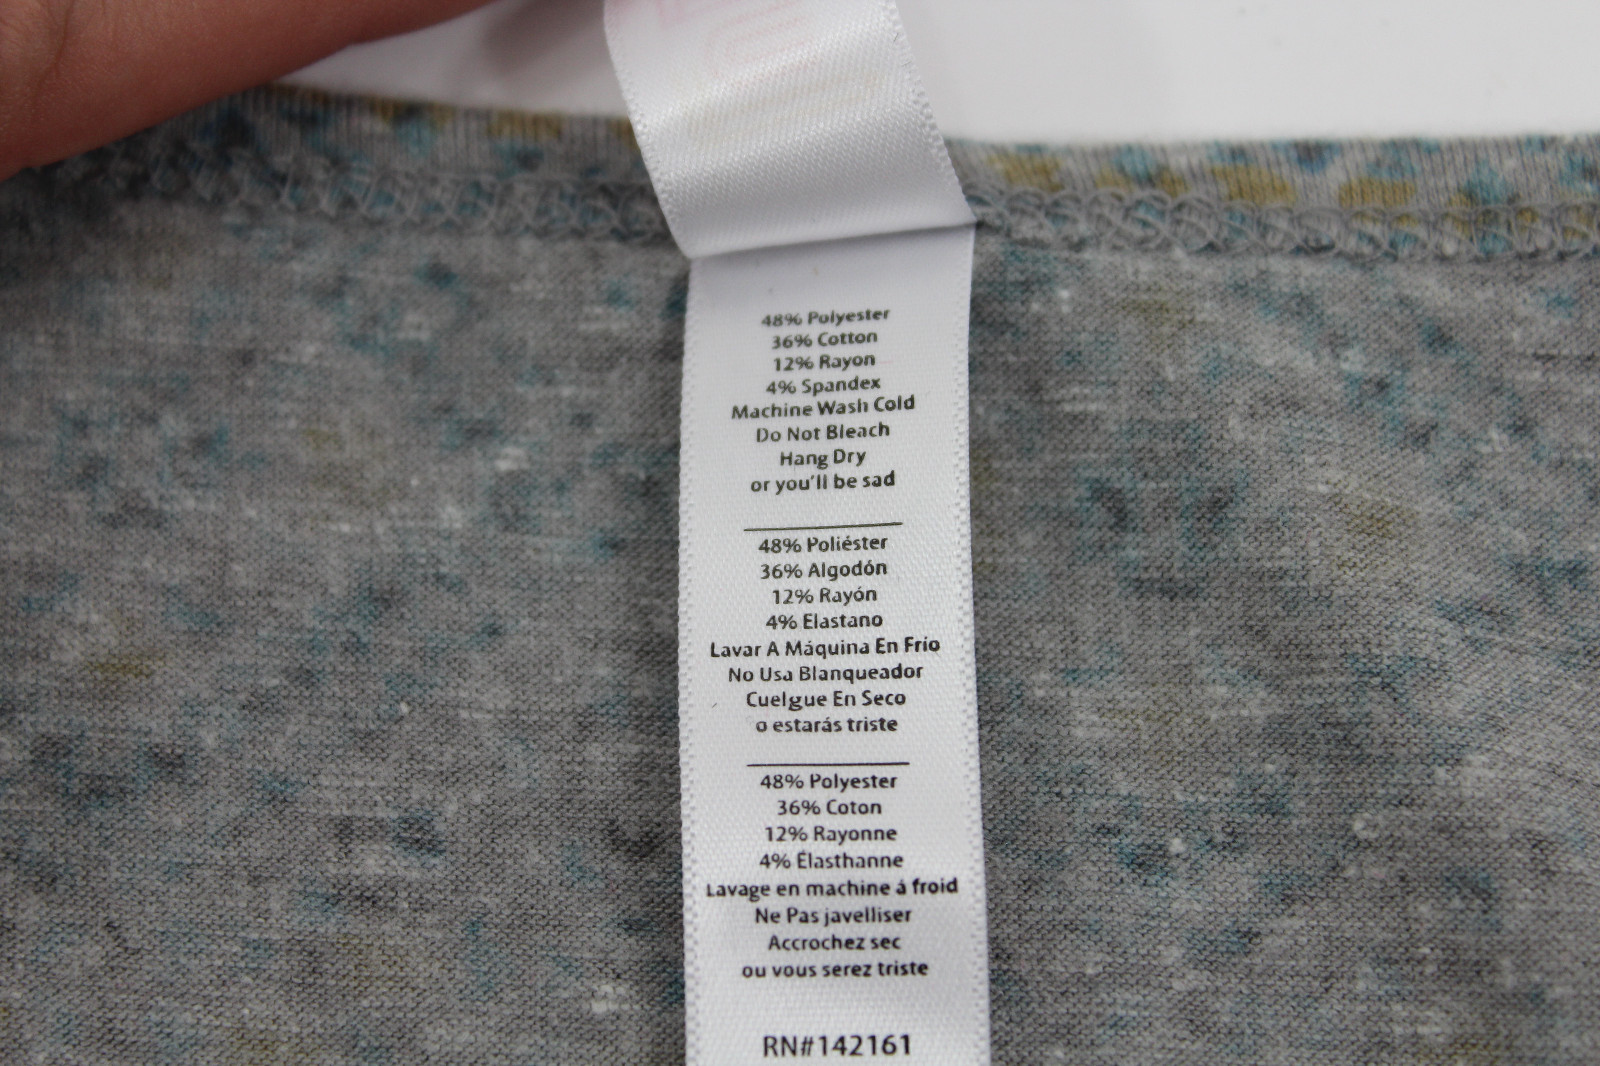 48% Polyester
36% Cotton
12% Rayon
4% Spandex
Machine Wash Cold
Do Not Bleach
Hang Dry
or you'll be sad
48% Poliéster
36% Algodón
12% Rayón
4% Elastano
Lavar A Máquina En Frío
No Usa Blanqueador
Cuelgue En Seco
o estarás triste
48% Polyester
36% Coton
12% Rayonne
4% Élasthanne
Lavage en machine á froid
Ne Pas javelliser
Accrochez sec
ou vous serez triste
RN#142161